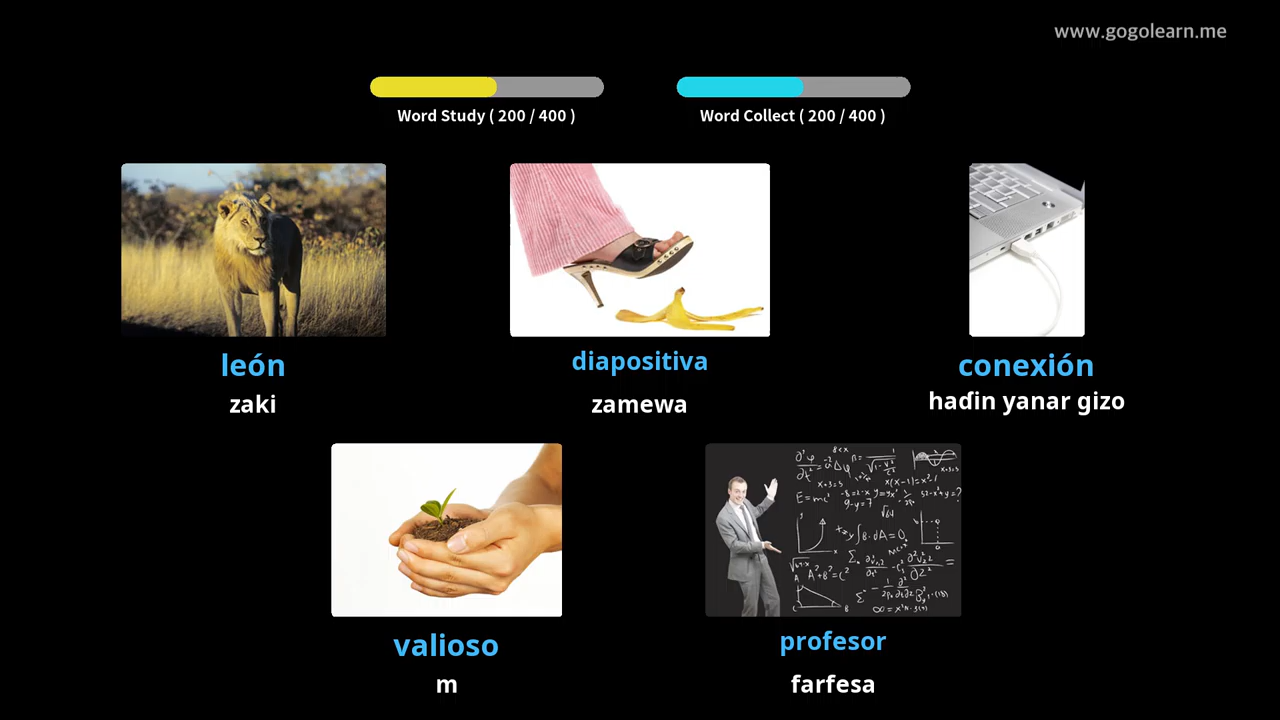 www.gogolearn.me
Word Study ( 200 / 400 )
Word Collect ( 200 / 400 )
león
zaki
diapositiva
zamewa
conexión
haɗin yanar gizo
valioso
m
profesor
farfesa